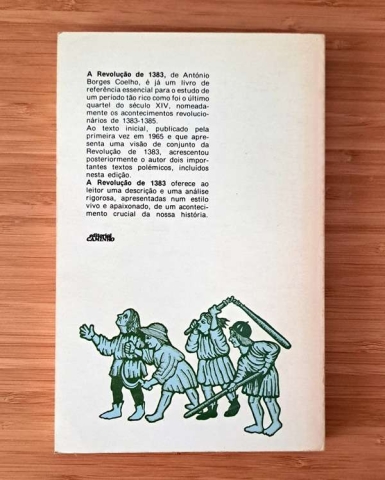 A Revolução de 1383, de António
Borges Coelho, é já um livro de
referência essencial para o estudo de
um período tão rico como foi o último
quartel do século XIV, nomeada-
mente os acontecimentos revolucio-
nários de 1383-1385.
Ao texto inicial, publicado pela
primeira vez em 1965 e que apre-
senta uma visão de conjunto da
Revolução de 1383, acrescentou
posteriormente o autor dois impor-
tantes textos polémicos, incluídos
nesta edição.
A Revolução de 1383 oferece ao
leitor uma descrição e uma análise
rigorosa, apresentadas num estilo
vivo e apaixonado, de um aconteci-
mento crucial da nossa história.
editorial
CAMINHO